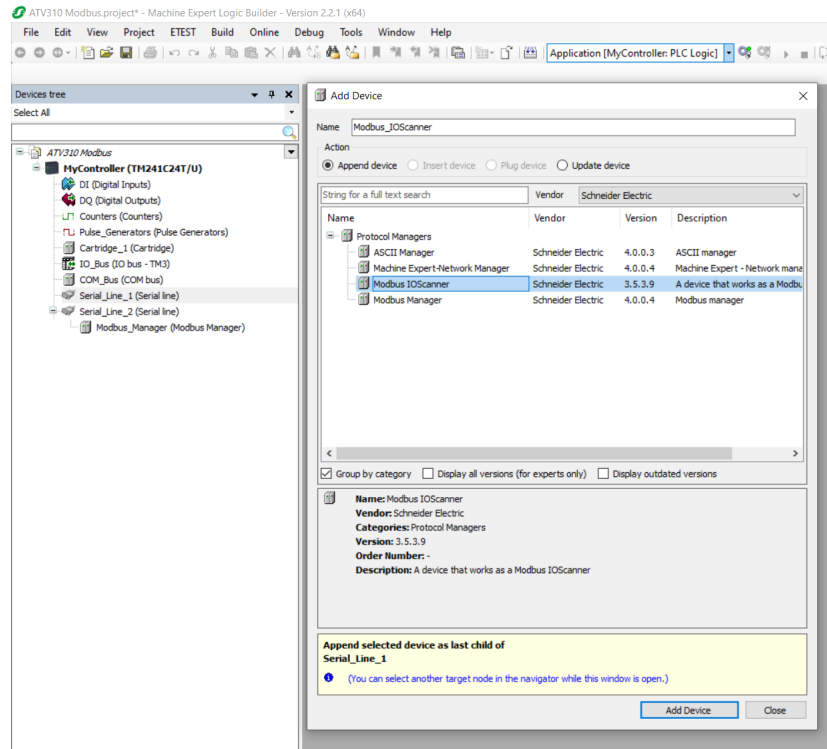 ATV310 Modbus.project* - Machine Expert Logic Builder - Version 2.2.1 (x64)
File Edit View Project ETEST Build Online Debug Tools Window Help
Application [MyController: PLC Logic]
Devices tree
Select All
ATV310 Modbus
MyController (TM241C24T/U)
DI (Digital Inputs)
DQ (Digital Outputs)
Counters (Counters)
Pulse_Generators (Pulse Generators)
Cartridge_1 (Cartridge)
IO_Bus (IO bus - TM3)
COM_Bus (COM bus)
Serial_Line_1 (Serial line)
Serial_Line_2 (Serial line)
Modbus_Manager (Modbus Manager)
Add Device
Name Modbus_IOScanner
Action
Append device Insert device Plug device Update device
String for a full text search Vendor Schneider Electric
Name Vendor Version Description
Protocol Managers
ASCII Manager Schneider Electric 4.0.0.3 ASCII manager
Machine Expert-Network Manager Schneider Electric 4.0.0.4 Machine Expert - Network mana
Modbus IOScanner Schneider Electric 3.5.3.9 A device that works as a Modbu
Modbus Manager Schneider Electric 4.0.0.4 Modbus manager
Group by category Display all versions (for experts only) Display outdated versions
Name: Modbus IOScanner
Vendor: Schneider Electric
Categories: Protocol Managers
Version: 3.5.3.9
Order Number: -
Description: A device that works as a Modbus IOScanner
Append selected device as last child of
Serial_Line_1
(You can select another target node in the navigator while this window is open.)
Add Device Close